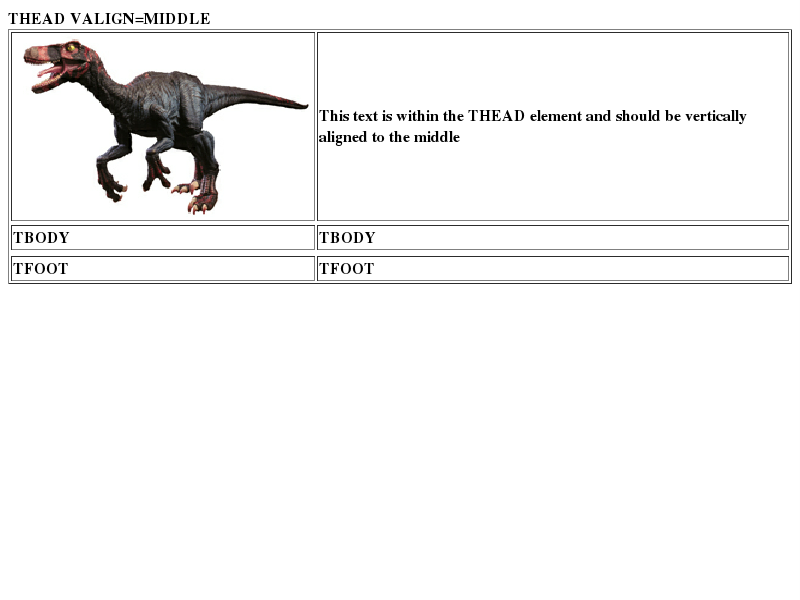 THEAD VALIGN=MIDDLE
This text is within the THEAD element and should be vertically
aligned to the middle
TBODY
TBODY
TFOOT
TFOOT